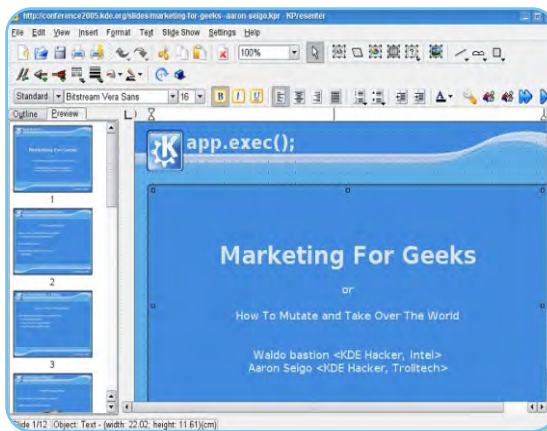 http://conference2005.kde.org/slides/marketing-for-geeks--aaron-seigo.kpr - KPresenter
File Edit View Insert Format Text Slide Show Settings Help
100%
Standard Bitstream Vera Sans 16 B I U A
Outline Preview
app.exec();
1
2
3
Marketing For Geeks
or
How To Mutate and Take Over The World
Waldo bastion <KDE Hacker, Intel>
Aaron Seigo <KDE Hacker, Trolltech>
Slide 1/12 Object: Text - (width: 22.02; height: 11.61)(cm)